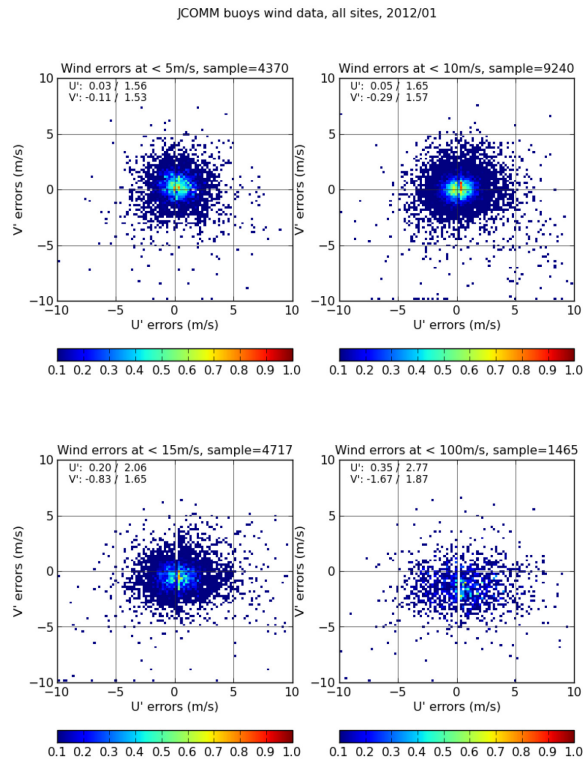 JCOMM buoys wind data, all sites, 2012/01
Wind errors at < 5m/s, sample=4370
U': 0.03 / 1.56
V': -0.11 / 1.53
10
5
0
−5
−10
V' errors (m/s)
−10 −5 0 5 10
U' errors (m/s)
0.1 0.2 0.3 0.4 0.5 0.6 0.7 0.8 0.9 1.0
Wind errors at < 10m/s, sample=9240
U': 0.05 / 1.65
V': -0.29 / 1.57
10
5
0
−5
−10
V' errors (m/s)
−10 −5 0 5 10
U' errors (m/s)
0.1 0.2 0.3 0.4 0.5 0.6 0.7 0.8 0.9 1.0
Wind errors at < 15m/s, sample=4717
U': 0.20 / 2.06
V': -0.83 / 1.65
10
5
0
−5
−10
V' errors (m/s)
−10 −5 0 5 10
U' errors (m/s)
0.1 0.2 0.3 0.4 0.5 0.6 0.7 0.8 0.9 1.0
Wind errors at < 100m/s, sample=1465
U': 0.35 / 2.77
V': -1.67 / 1.87
10
5
0
−5
−10
V' errors (m/s)
−10 −5 0 5 10
U' errors (m/s)
0.1 0.2 0.3 0.4 0.5 0.6 0.7 0.8 0.9 1.0